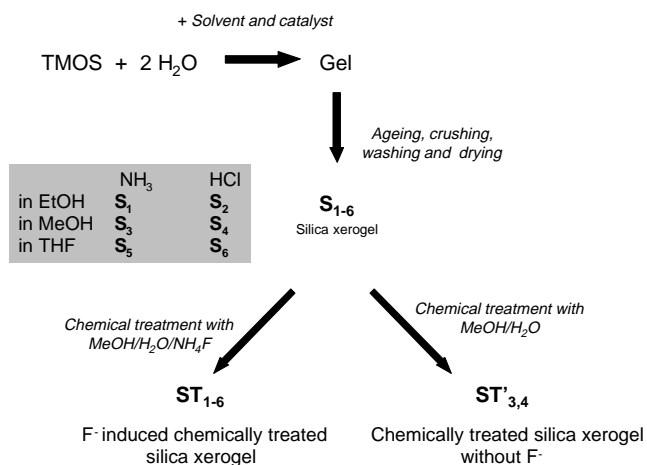 + Solvent and catalyst
TMOS + 2 H₂O
Gel
Ageing, crushing,
washing and drying
NH₃ HCl
in EtOH S₁ S₂
in MeOH S₃ S₄
in THF S₅ S₆
S₁₋₆
Silica xerogel
Chemical treatment with
MeOH/H₂O/NH₄F
Chemical treatment with
MeOH/H₂O
ST₁₋₆
F⁻ induced chemically treated
silica xerogel
ST'₃,₄
Chemically treated silica xerogel
without F⁻